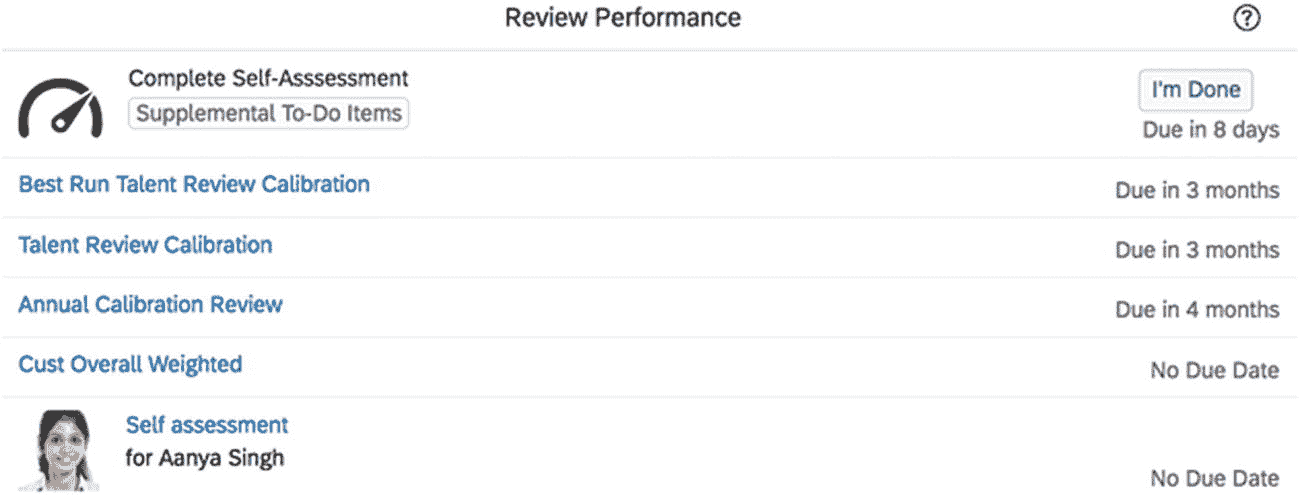 Review Performance
?
Complete Self-Asssessment
I'm Done
Supplemental To-Do Items
Due in 8 days
Best Run Talent Review Calibration
Due in 3 months
Talent Review Calibration
Due in 3 months
Annual Calibration Review
Due in 4 months
Cust Overall Weighted
No Due Date
Self assessment
for Aanya Singh
No Due Date